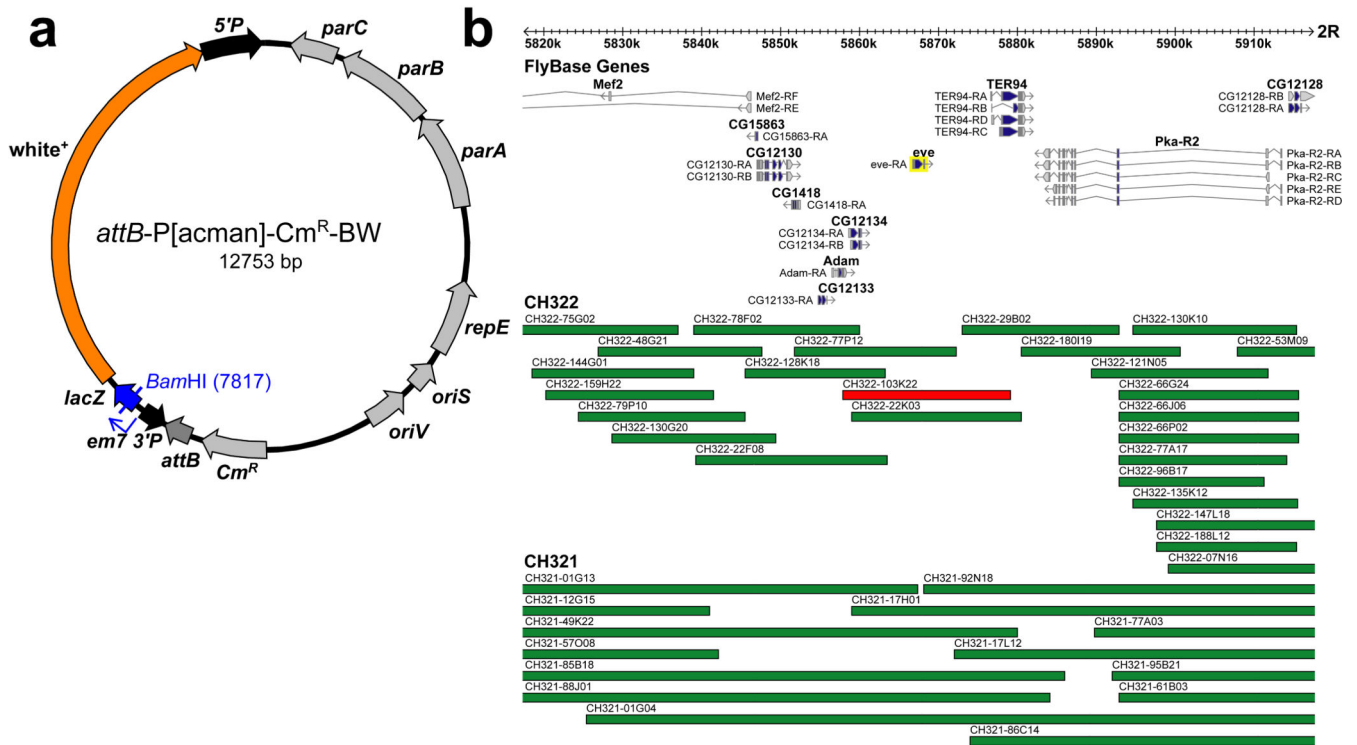 a
5'P
parC
parB
parA
repE
oriS
oriV
Cm^R
attB
3'P
em7
lacZ
BamHI (7817)
white+
attB-P[acman]-Cm^R-BW
12753 bp
b
5820k 5830k 5840k 5850k 5860k 5870k 5880k 5890k 5900k 5910k 2R
FlyBase Genes
Mef2
Mef2-RF
Mef2-RE
CG15863
CG15863-RA
CG12130
CG12130-RA
CG12130-RB
CG1418
CG1418-RA
CG12134
CG12134-RA
CG12134-RB
Adam
Adam-RA
CG12133
CG12133-RA
eve
eve-RA
TER94
TER94-RA
TER94-RB
TER94-RD
TER94-RC
Pka-R2
Pka-R2-RA
Pka-R2-RB
Pka-R2-RC
Pka-R2-RE
Pka-R2-RD
CG12128
CG12128-RB
CG12128-RA
CH322
CH322-75G02 CH322-78F02 CH322-29B02 CH322-130K10
CH322-48G21 CH322-77P12 CH322-180I19 CH322-53M09
CH322-144G01 CH322-128K18 CH322-121N05
CH322-159H22 CH322-103K22 CH322-66G24
CH322-79P10 CH322-22K03 CH322-66J06
CH322-130G20 CH322-66P02
CH322-22F08 CH322-77A17
CH322-96B17
CH322-135K12
CH322-147L18
CH322-188L12
CH322-07N16
CH321
CH321-01G13 CH321-92N18
CH321-12G15 CH321-17H01
CH321-49K22 CH321-77A03
CH321-57O08 CH321-17L12
CH321-85B18 CH321-95B21
CH321-88J01 CH321-61B03
CH321-01G04
CH321-86C14